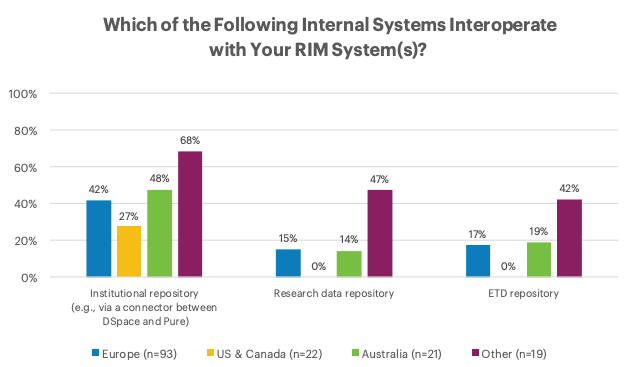 Which of the Following Internal Systems Interoperate
with Your RIM System(s)?
100%
80%
60%
40%
20%
0%
42%
27%
48%
68%
15%
0%
14%
47%
17%
0%
19%
42%
Institutional repository
(e.g., via a connector between
DSpace and Pure)
Research data repository
ETD repository
Europe (n=93)
US & Canada (n=22)
Australia (n=21)
Other (n=19)